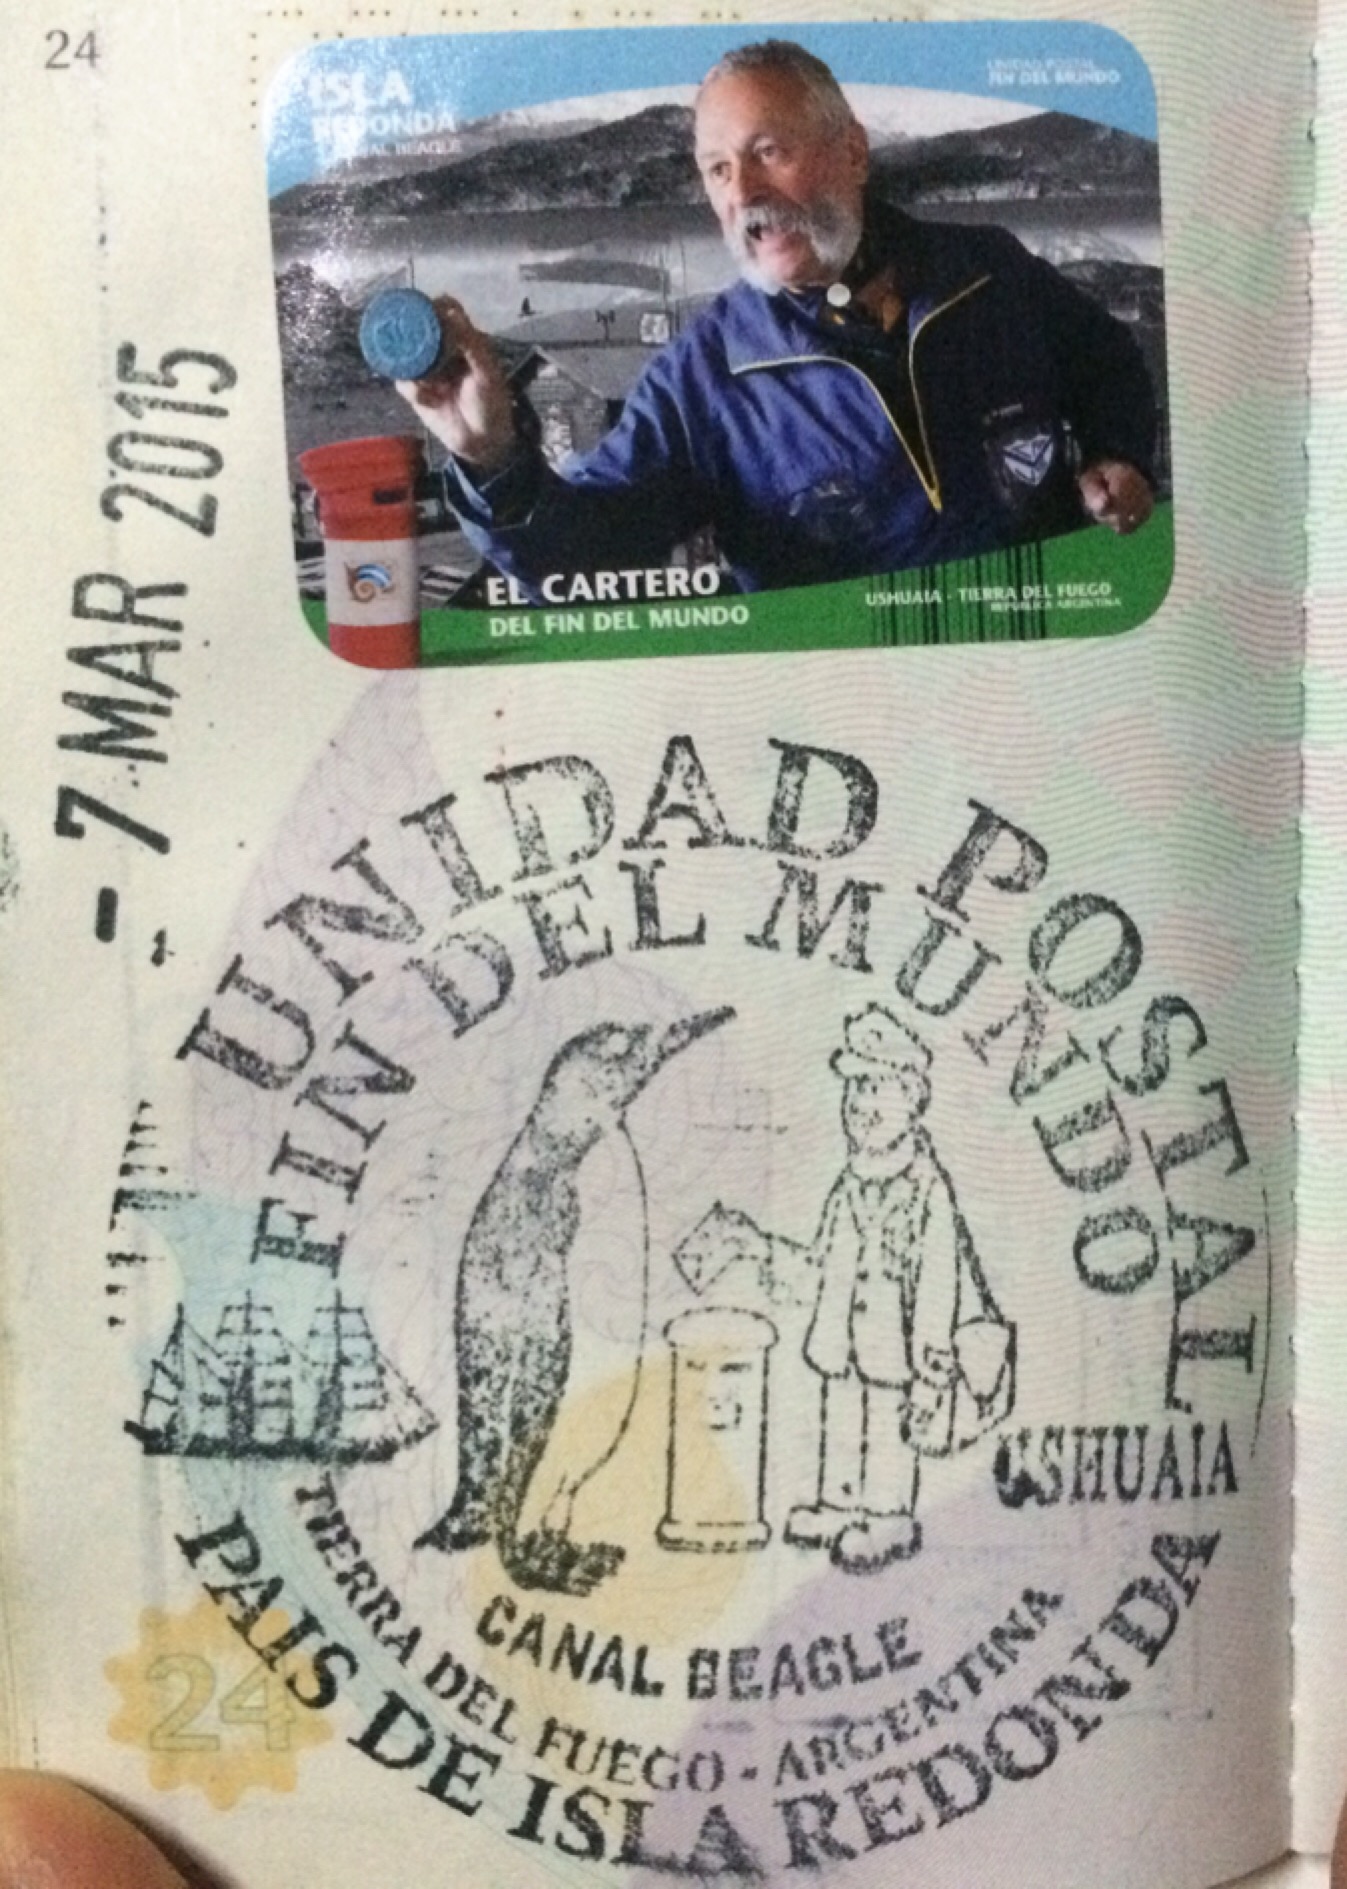 24
ISLA
REDONDA
CANAL BEAGLE
UNIDAD POSTAL
FIN DEL MUNDO
EL CARTERO
DEL FIN DEL MUNDO
USHUAIA - TIERRA DEL FUEGO
REPÚBLICA ARGENTINA
- 7 MAR 2015
UNIDAD POSTAL
FIN DEL MUNDO
USHUAIA
CANAL BEAGLE
TIERRA DEL FUEGO - ARGENTINA
PAIS DE ISLA REDONDA
24